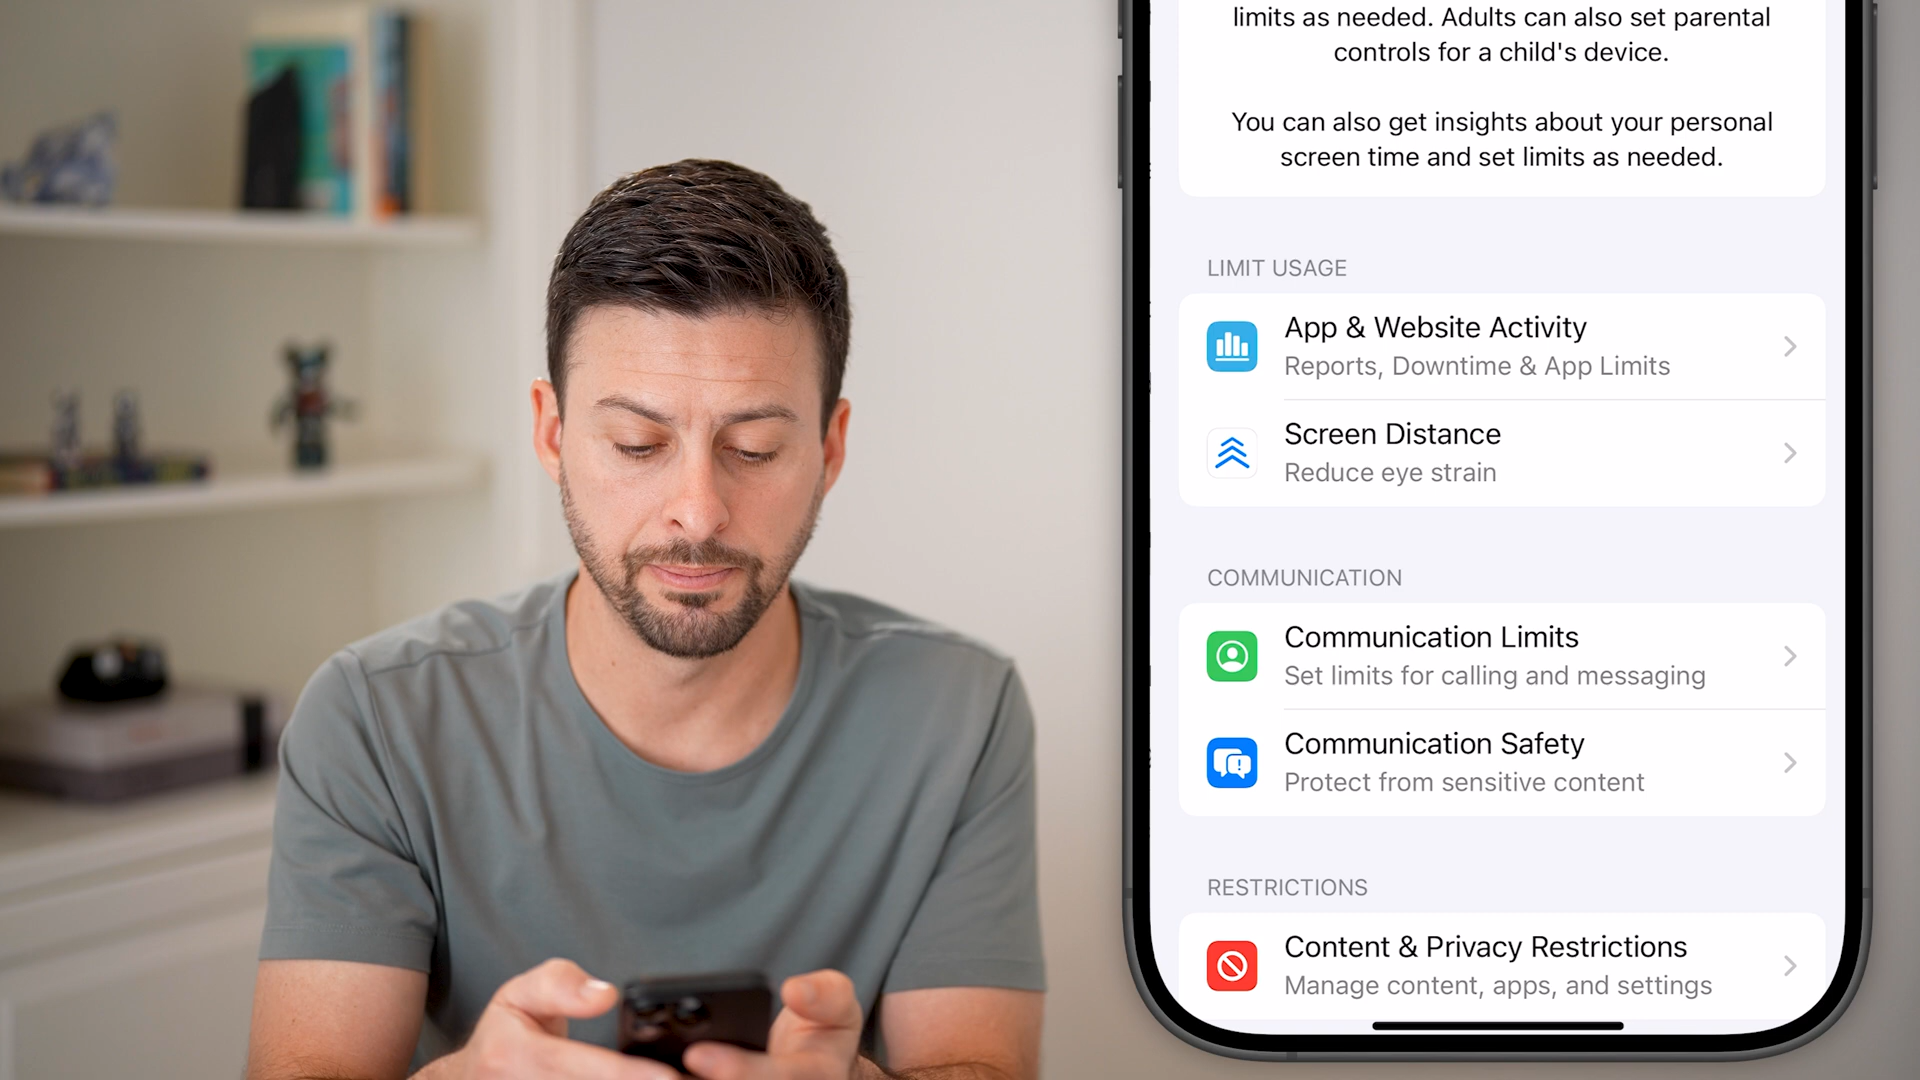 limits as needed. Adults can also set parental
controls for a child's device.
You can also get insights about your personal
screen time and set limits as needed.
LIMIT USAGE
App & Website Activity
Reports, Downtime & App Limits
Screen Distance
Reduce eye strain
COMMUNICATION
Communication Limits
Set limits for calling and messaging
Communication Safety
Protect from sensitive content
RESTRICTIONS
Content & Privacy Restrictions
Manage content, apps, and settings